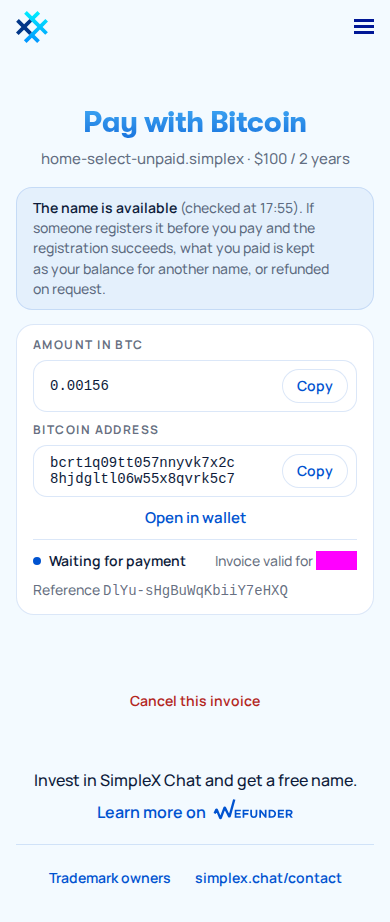 Pay with Bitcoin
home-select-unpaid.simplex · $100 / 2 years
The name is available (checked at 17:55). If
someone registers it before you pay and the
registration succeeds, what you paid is kept
as your balance for another name, or refunded
on request.
AMOUNT IN BTC
0.00156
Copy
BITCOIN ADDRESS
bcrt1q09tt057nnyvk7x2c
8hjdgltl06w55x8qvrk5c7
Copy
Open in wallet
Waiting for payment
Invoice valid for
Reference DlYu-sHgBuWqKbiiY7eHXQ
Cancel this invoice
Invest in SimpleX Chat and get a free name.
Learn more on WEFUNDER
Trademark owners
simplex.chat/contact